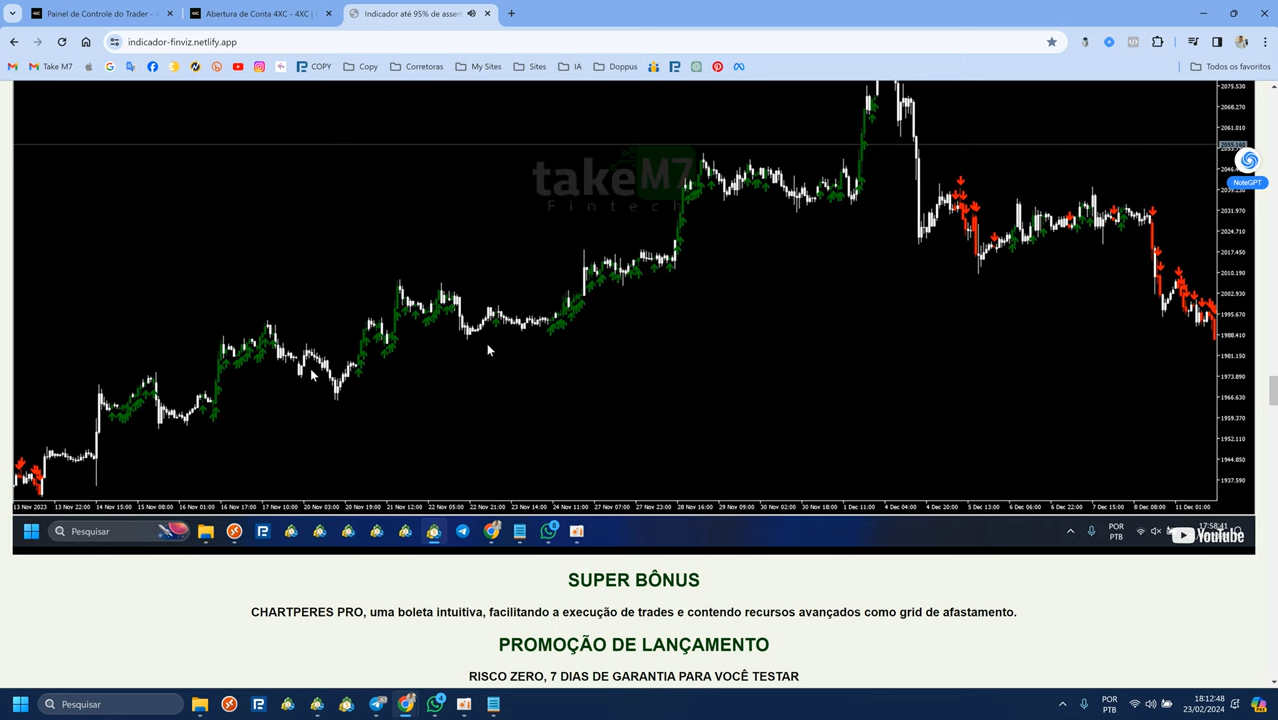 Painel de Controle do Trader -
Abertura de Conta 4XC - 4XC |
Indicador até 95% de assert
indicador-finviz.netlify.app
Take M7
COPY
Copy
Corretoras
My Sites
Sites
IA
Doppus
Todos os favoritos
takeM7
Fintech
2075.530
2068.270
2061.010
2055.160
2031.970
2024.710
2017.450
2010.190
2002.930
1995.670
1988.410
1981.150
1973.890
1966.630
1959.370
1952.110
1944.850
1937.590
NoteGPT
13 Nov 2023
13 Nov 22:00
14 Nov 15:00
15 Nov 08:00
16 Nov 01:00
16 Nov 17:00
17 Nov 10:00
20 Nov 03:00
20 Nov 19:00
21 Nov 12:00
22 Nov 05:00
22 Nov 21:00
23 Nov 14:00
24 Nov 11:00
27 Nov 07:00
27 Nov 23:00
28 Nov 16:00
29 Nov 09:00
30 Nov 02:00
30 Nov 18:00
1 Dec 11:00
4 Dec 04:00
4 Dec 20:00
5 Dec 13:00
6 Dec 06:00
6 Dec 22:00
7 Dec 15:00
8 Dec 08:00
11 Dec 01:00
Pesquisar
8
POR
PTB
17:58:41
YouTube
SUPER BÔNUS
CHARTPERES PRO, uma boleta intuitiva, facilitando a execução de trades e contendo recursos avançados como grid de afastamento.
PROMOÇÃO DE LANÇAMENTO
RISCO ZERO, 7 DIAS DE GARANTIA PARA VOCÊ TESTAR
Pesquisar
4
POR
PTB
18:12:48
23/02/2024